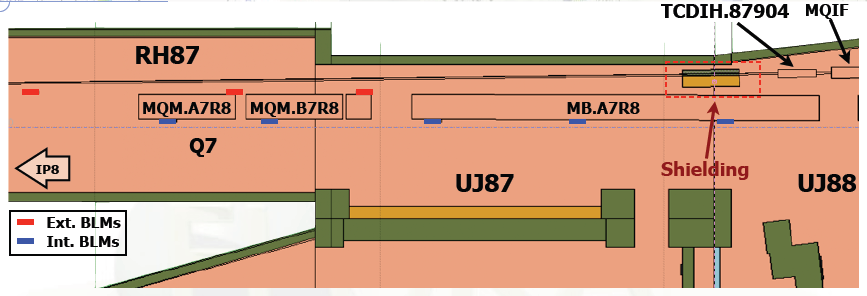 TCDIH.87904 MQIF
RH87
MQM.A7R8 MQM.B7R8 MB.A7R8
Q7
IP8
Shielding
UJ87 UJ88
Ext. BLMs
Int. BLMs